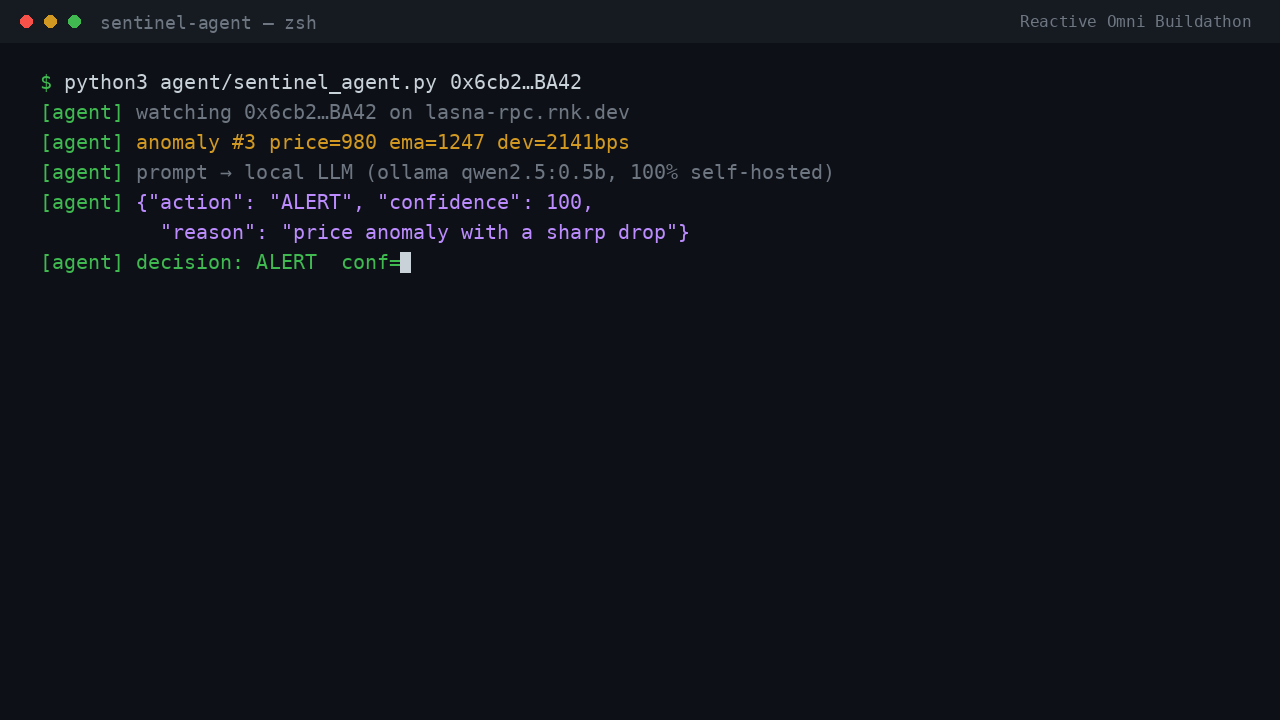 sentinel-agent — zsh
Reactive Omni Buildathon
$ python3 agent/sentinel_agent.py 0x6cb2…BA42
[agent] watching 0x6cb2…BA42 on lasna-rpc.rnk.dev
[agent] anomaly #3 price=980 ema=1247 dev=2141bps
[agent] prompt → local LLM (ollama qwen2.5:0.5b, 100% self-hosted)
[agent] {"action": "ALERT", "confidence": 100,
"reason": "price anomaly with a sharp drop"}
[agent] decision: ALERT  conf=